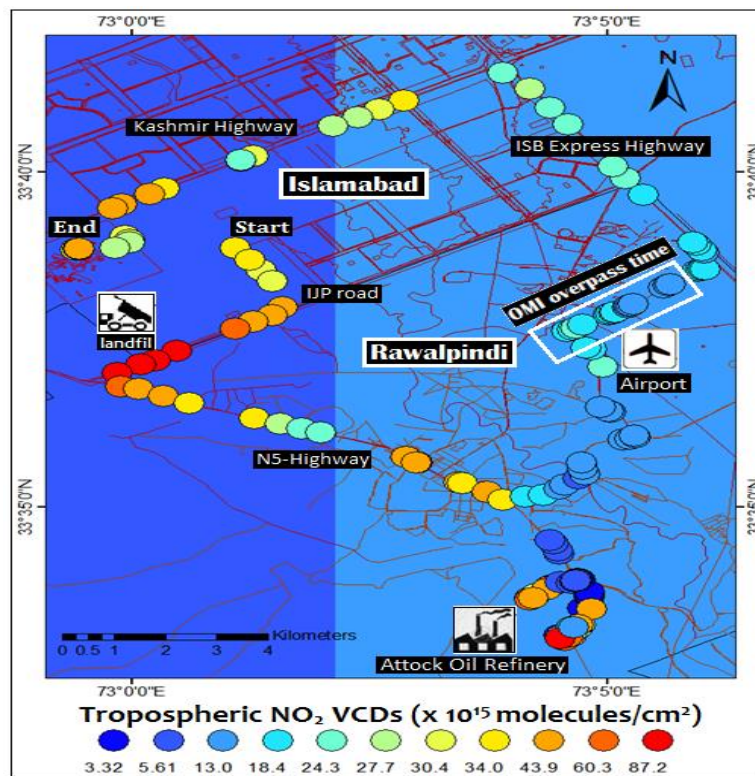 73°0'0"E 73°5'0"E
N
Kashmir Highway
ISB Express Highway
33°40'0"N 33°40'0"N
Islamabad
End Start
OMI overpass time
IJP road
landfil
Rawalpindi
Airport
N5-Highway
33°35'0"N 33°35'0"N
Kilometers
0 0.5 1 2 3 4
Attock Oil Refinery
73°0'0"E 73°5'0"E
Tropospheric NO₂ VCDs (x 10¹⁵ molecules/cm²)
3.32 5.61 13.0 18.4 24.3 27.7 30.4 34.0 43.9 60.3 87.2